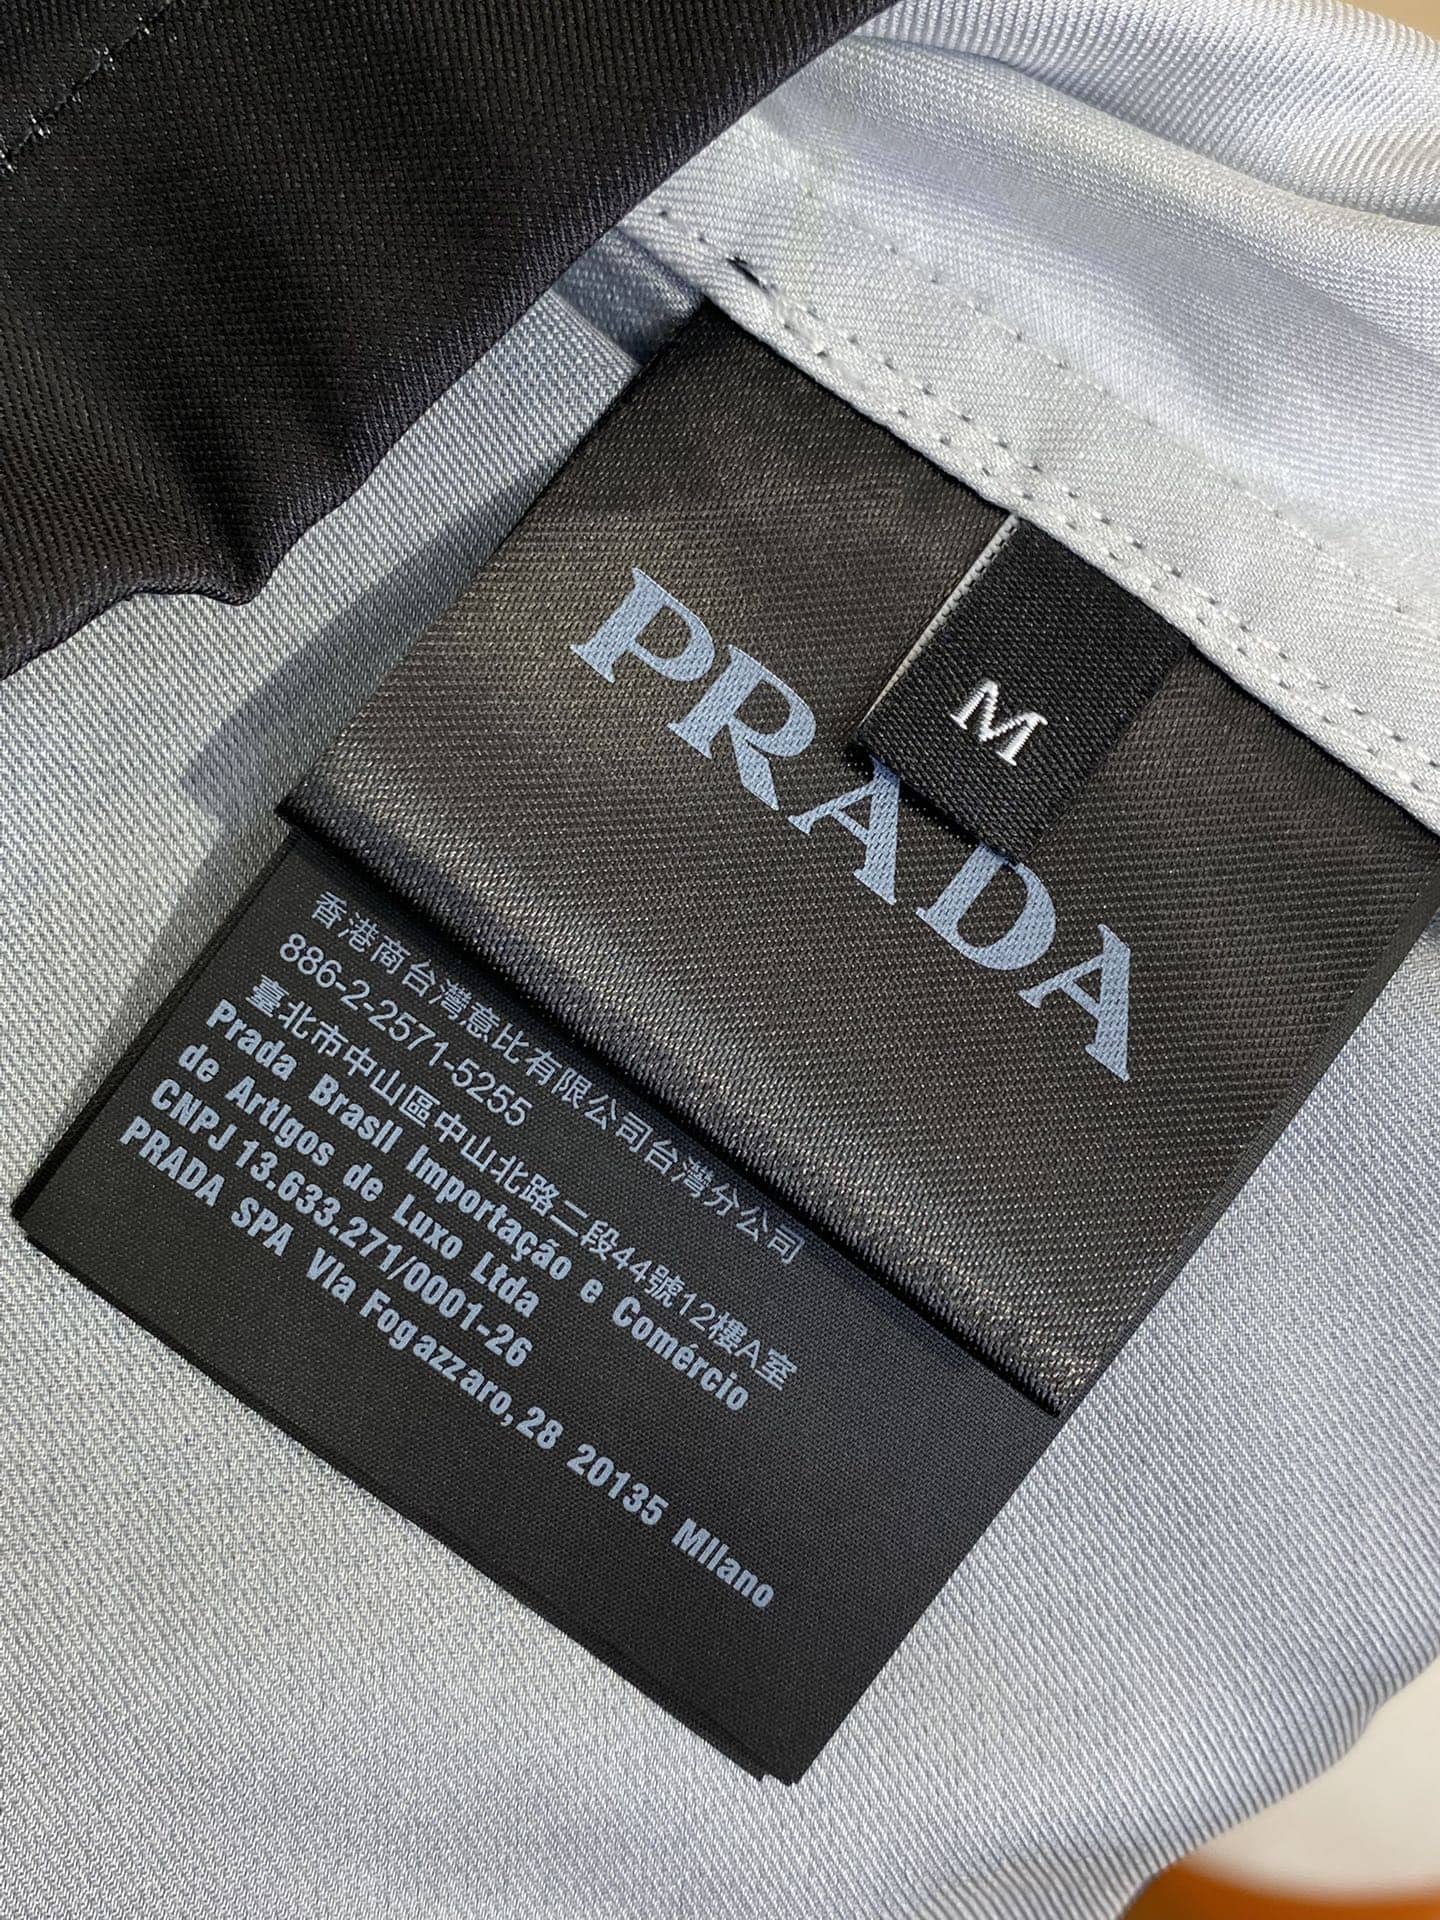 PRADA
M
香港商台灣意比有限公司台灣分公司
886-2-2571-5255
臺北市中山區中山北路二段44號12樓A室
Prada Brasil Importação e Comércio
de Artigos de Luxo Ltda
CNPJ 13.633.271/0001-26
PRADA SPA Via Fogazzaro, 28 20135 Milano